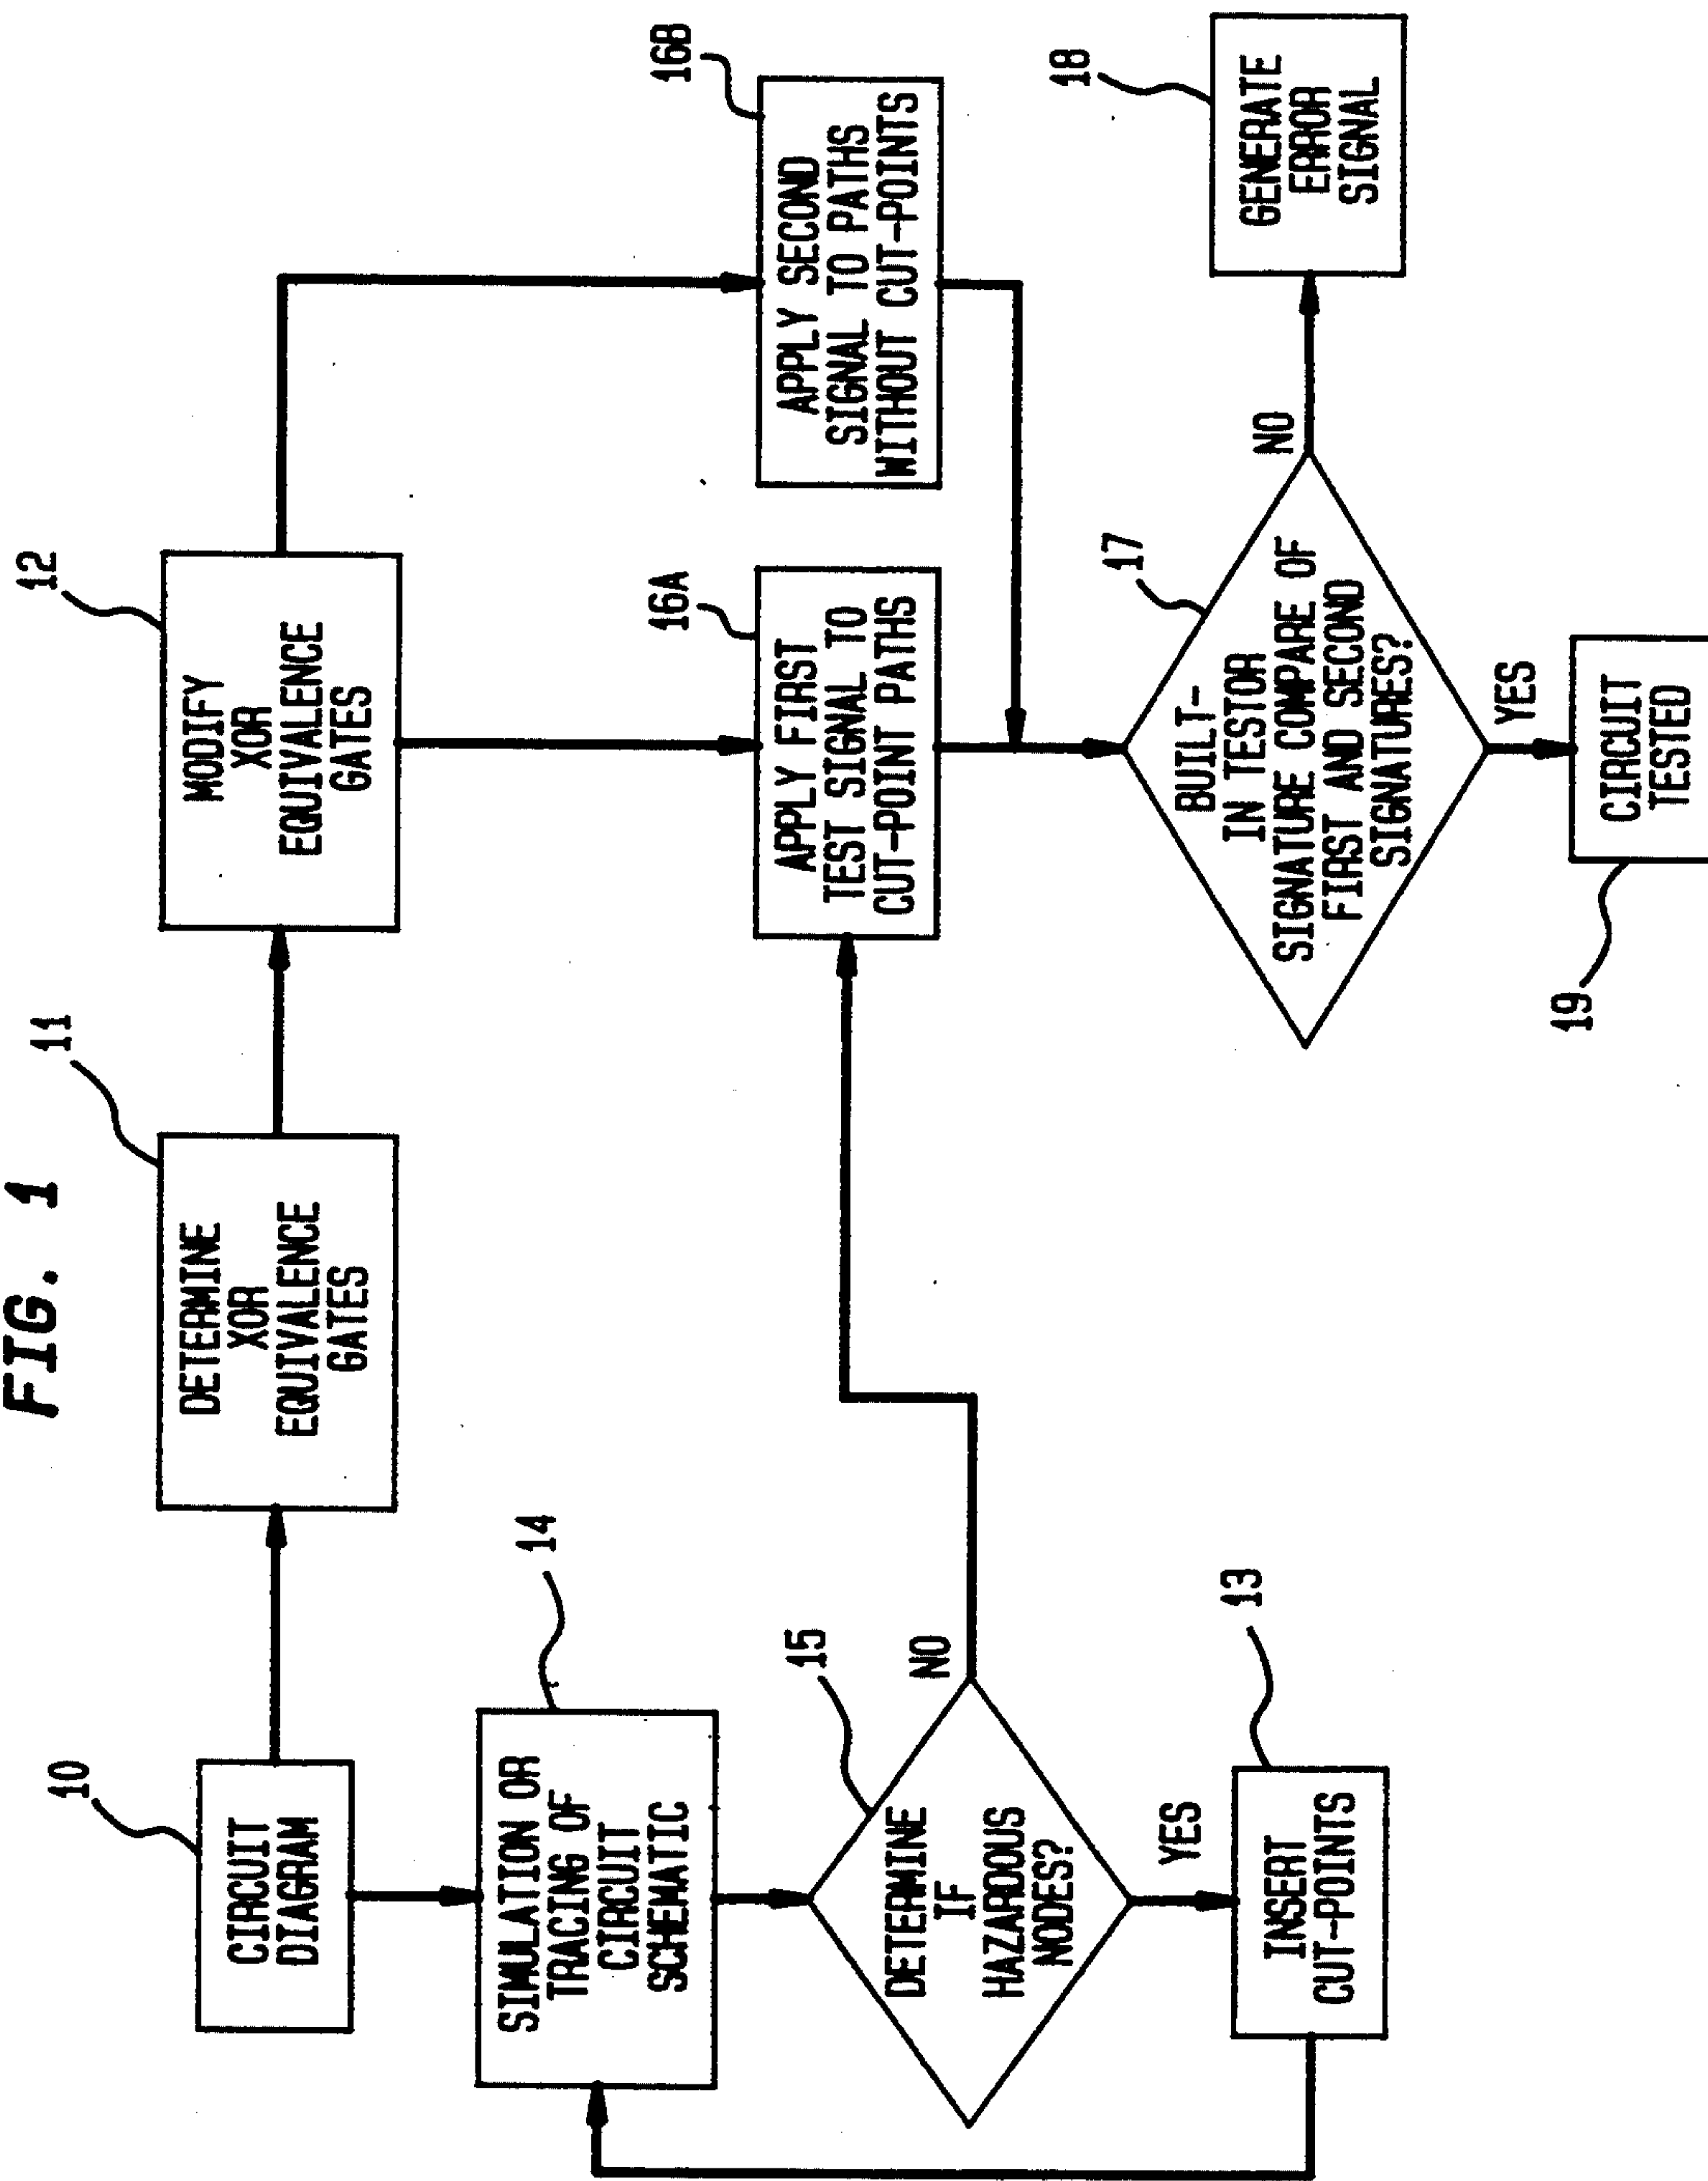 FIG. 1
10
CIRCUIT
DIAGRAM
11
DETERMINE
XOR
EQUIVALENCE
GATES
12
MODIFY
XOR
EQUIVALENCE
GATES
14
SIMULATION OR
TRACING OF
CIRCUIT
SCHEMATIC
16A
APPLY FIRST
TEST SIGNAL TO
CUT-POINT PATHS
16B
APPLY SECOND
SIGNAL TO PATHS
WITHOUT CUT-POINTS
15
DETERMINE
IF
HAZARDOUS
NODES?
NO
YES
13
INSERT
CUT-POINTS
17
BUILT-
IN TESTOR
SIGNATURE COMPARE OF
FIRST AND SECOND
SIGNATURES?
NO
YES
18
GENERATE
ERROR
SIGNAL
19
CIRCUIT
TESTED